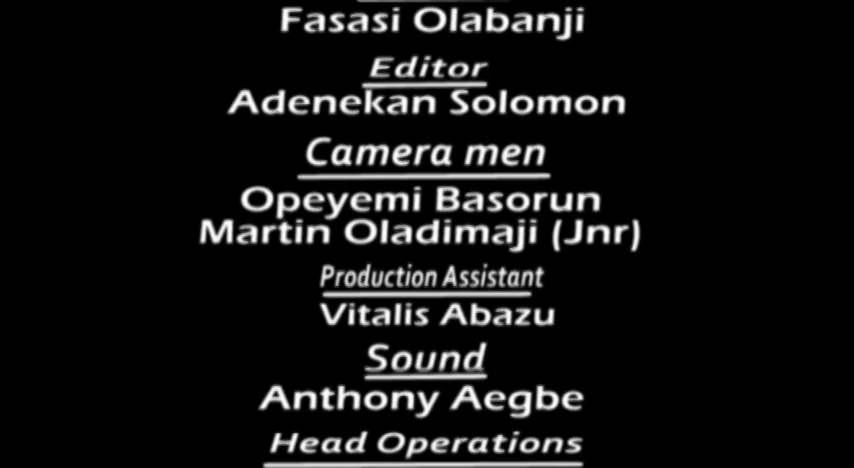 Fasasi Olabanji
Editor
Adenekan Solomon
Camera men
Opeyemi Basorun
Martin Oladimaji (Jnr)
Production Assistant
Vitalis Abazu
Sound
Anthony Aegbe
Head Operations